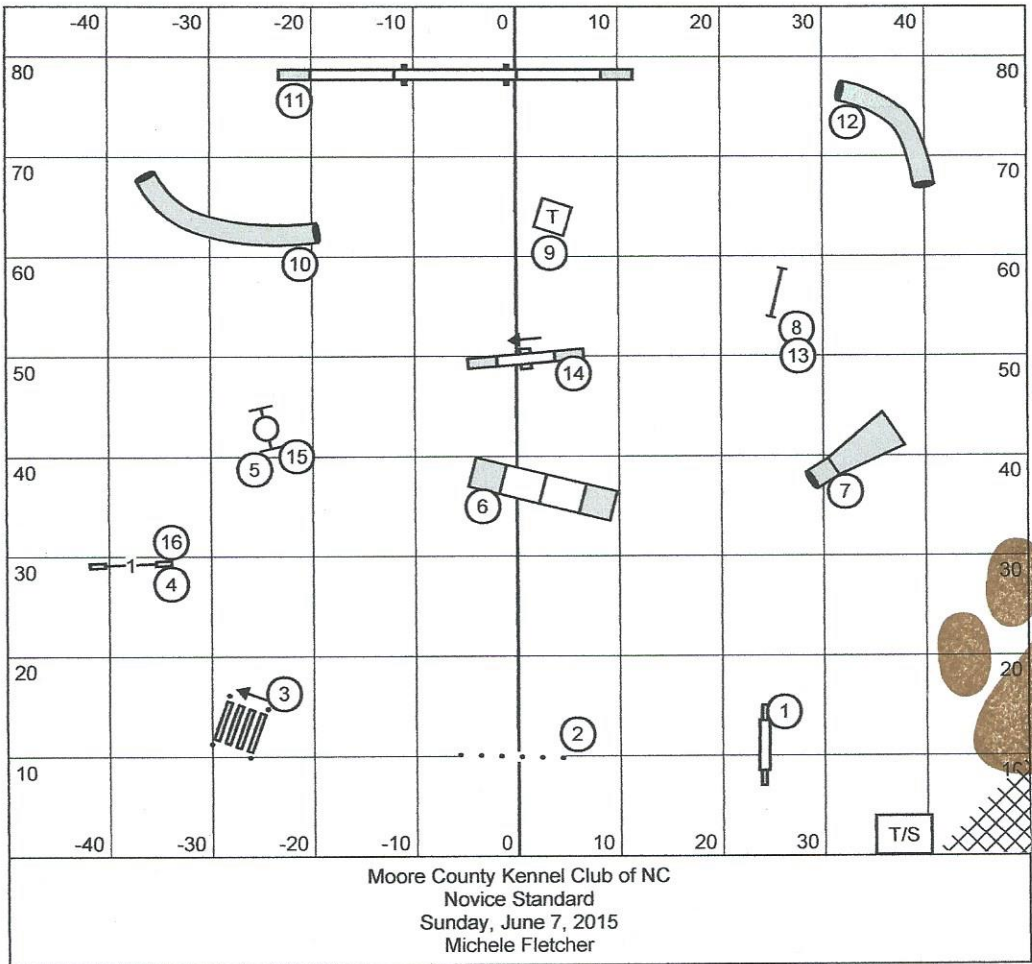 -40 -30 -20 0 10 20 30 40
80 80
11
12
70 70
T
10
9
60 60
8
13
50 50
14
5 15
40 40
6
7
16
30 1 30
4
20 20
3
1
2
10 10
-40 -30 -20 0 10 20 30
T/S
Moore County Kennel Club of NC
Novice Standard
Sunday, June 7, 2015
Michele Fletcher